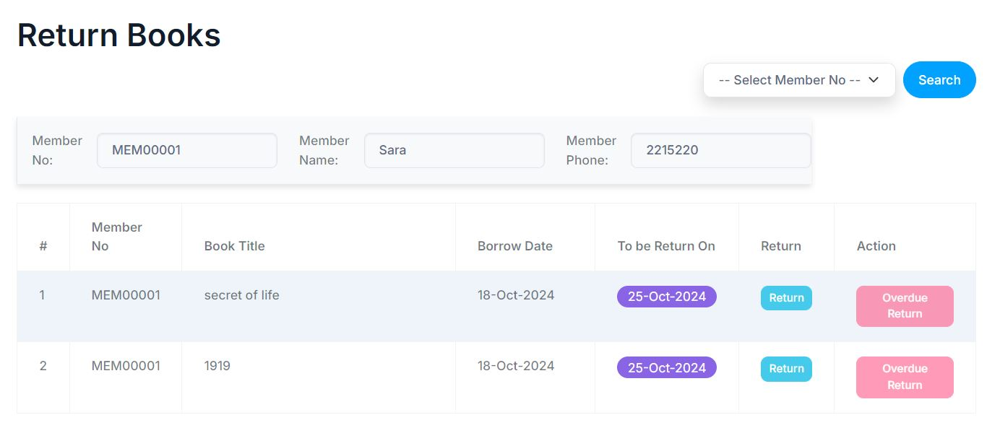 Return Books
-- Select Member No --
Search
Member No:
MEM00001
Member Name:
Sara
Member Phone:
2215220
# Member No Book Title Borrow Date To be Return On Return Action
1 MEM00001 secret of life 18-Oct-2024 25-Oct-2024 Return Overdue Return
2 MEM00001 1919 18-Oct-2024 25-Oct-2024 Return Overdue Return